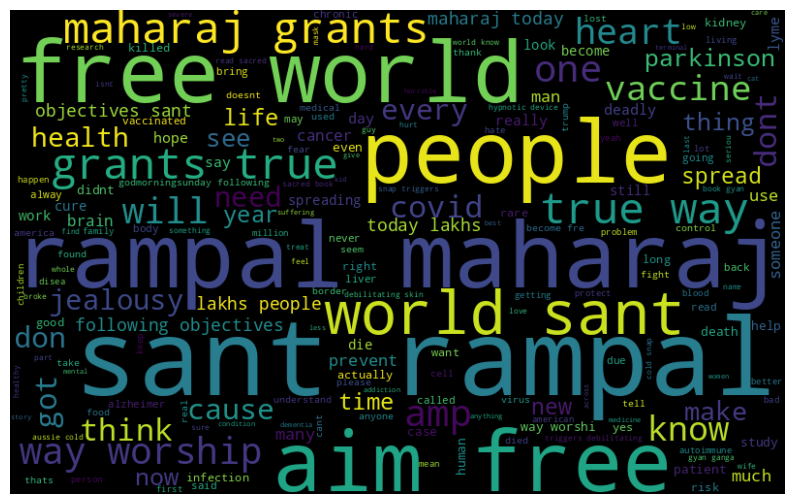 maharaj grants
chronic
maharaj today
heart
lost
kidney
low
care
research
killed
mask
world know
thank
look
become
living
lyme
free world
one
parkinson
pretty
read sacred
isnt
bring
doesnt
man
wait
cat
terminal
vaccine
objectives sant
vaccinated
life
may
medical
used
day
every
hypnotic device
trump
really
deadly
well
thing
dont
health
hope
see
cancer
fear
even
guy
hurt
hate
yeah
lot
going
spread
grants true
say
two
give
people
happen
didnt
godmorningsunday following
sacred book
kid
need
spreading
snap triggers
still
book gyan
use
alway
work
cure
brain
will year
suffering
covid
rare
true way
someone
america
find family
body
something
million
today lakhs
best
become fre
problem
control
found
whole
treat
feel
never
seem
right
liver
long
fight
back
rampal maharaj
children
disea
broke
jealousy
lakhs people
border
debilitating skin
getting
protect
blood
name
good
following objectives
less
world sant
love
read
death
help
don
part
take
mental
die
prevent
want
due
cold snap
women
better
bad
sant rampal
healthy
got
food
alzheimer
real
cause
actually
please
addiction
understand
time
cell
called
virus
american
across
tell
medicine
make
story
aussie cold
think
sure
condition
many
cant
anyone
dementia
amp
case
new
way worshi
yes
anything
know
way worship
thats
person
now
infection
first
said
mean
aim free
human
died
triggers debilitating
autoimmune
patient
wife
study
much
risk